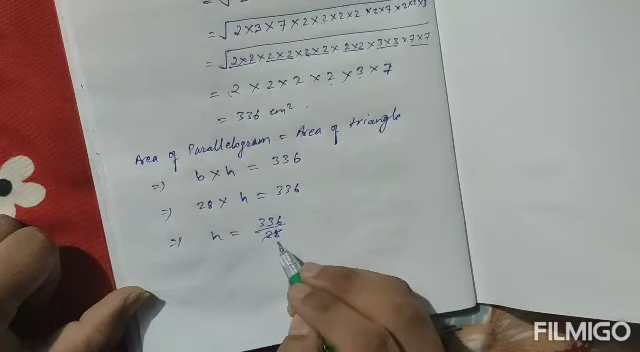 = √2×3×7×2×2×2×2×2×7×2×2×3
= √2×2×2×2×2×2×2×2×3×3×7×7
= 2 × 2 × 2 × 2 × 3 × 7
= 336 cm².
Area of Parallelogram = Area of triangle
=) b × h = 336
=) 28 × h = 336
=) h = 336/28
FILMIGO